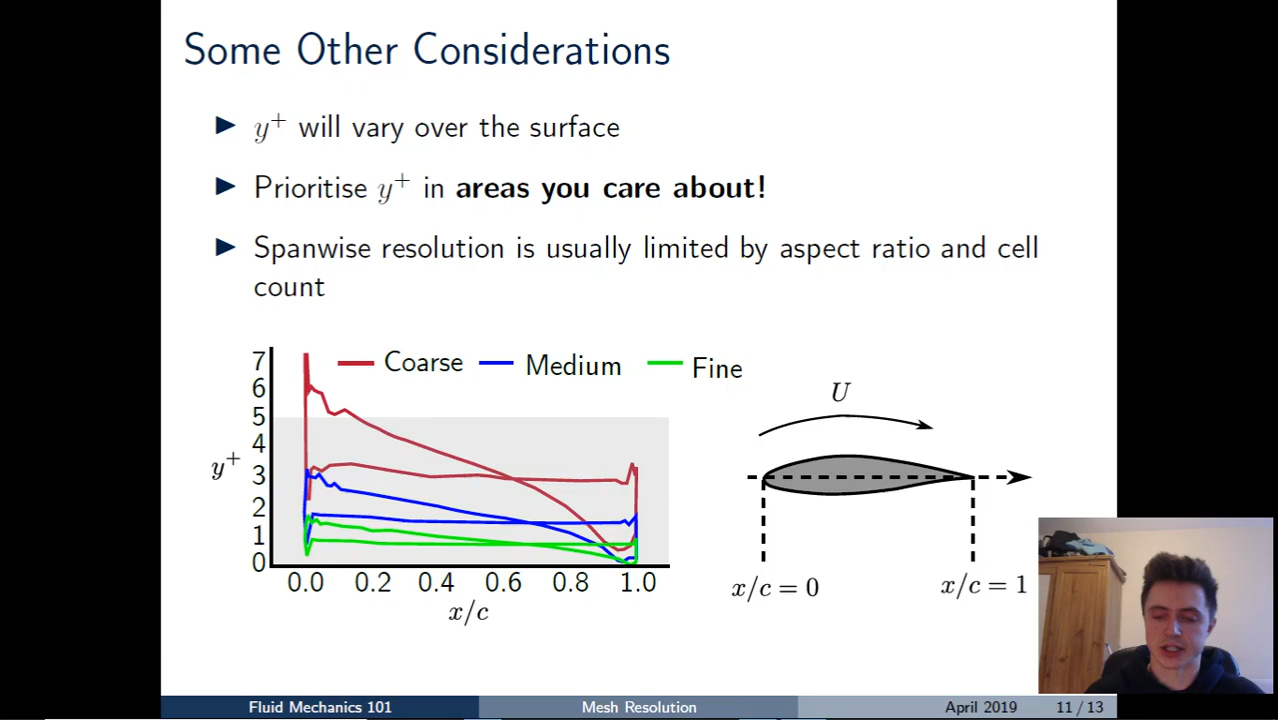 Some Other Considerations
▶ y⁺ will vary over the surface
▶ Prioritise y⁺ in areas you care about!
▶ Spanwise resolution is usually limited by aspect ratio and cell
count
7
6
5
4
3
2
1
0
y⁺
Coarse
Medium
Fine
0.0 0.2 0.4 0.6 0.8 1.0
x/c
U
x/c = 0
x/c = 1
Fluid Mechanics 101 Mesh Resolution April 2019 11 / 13